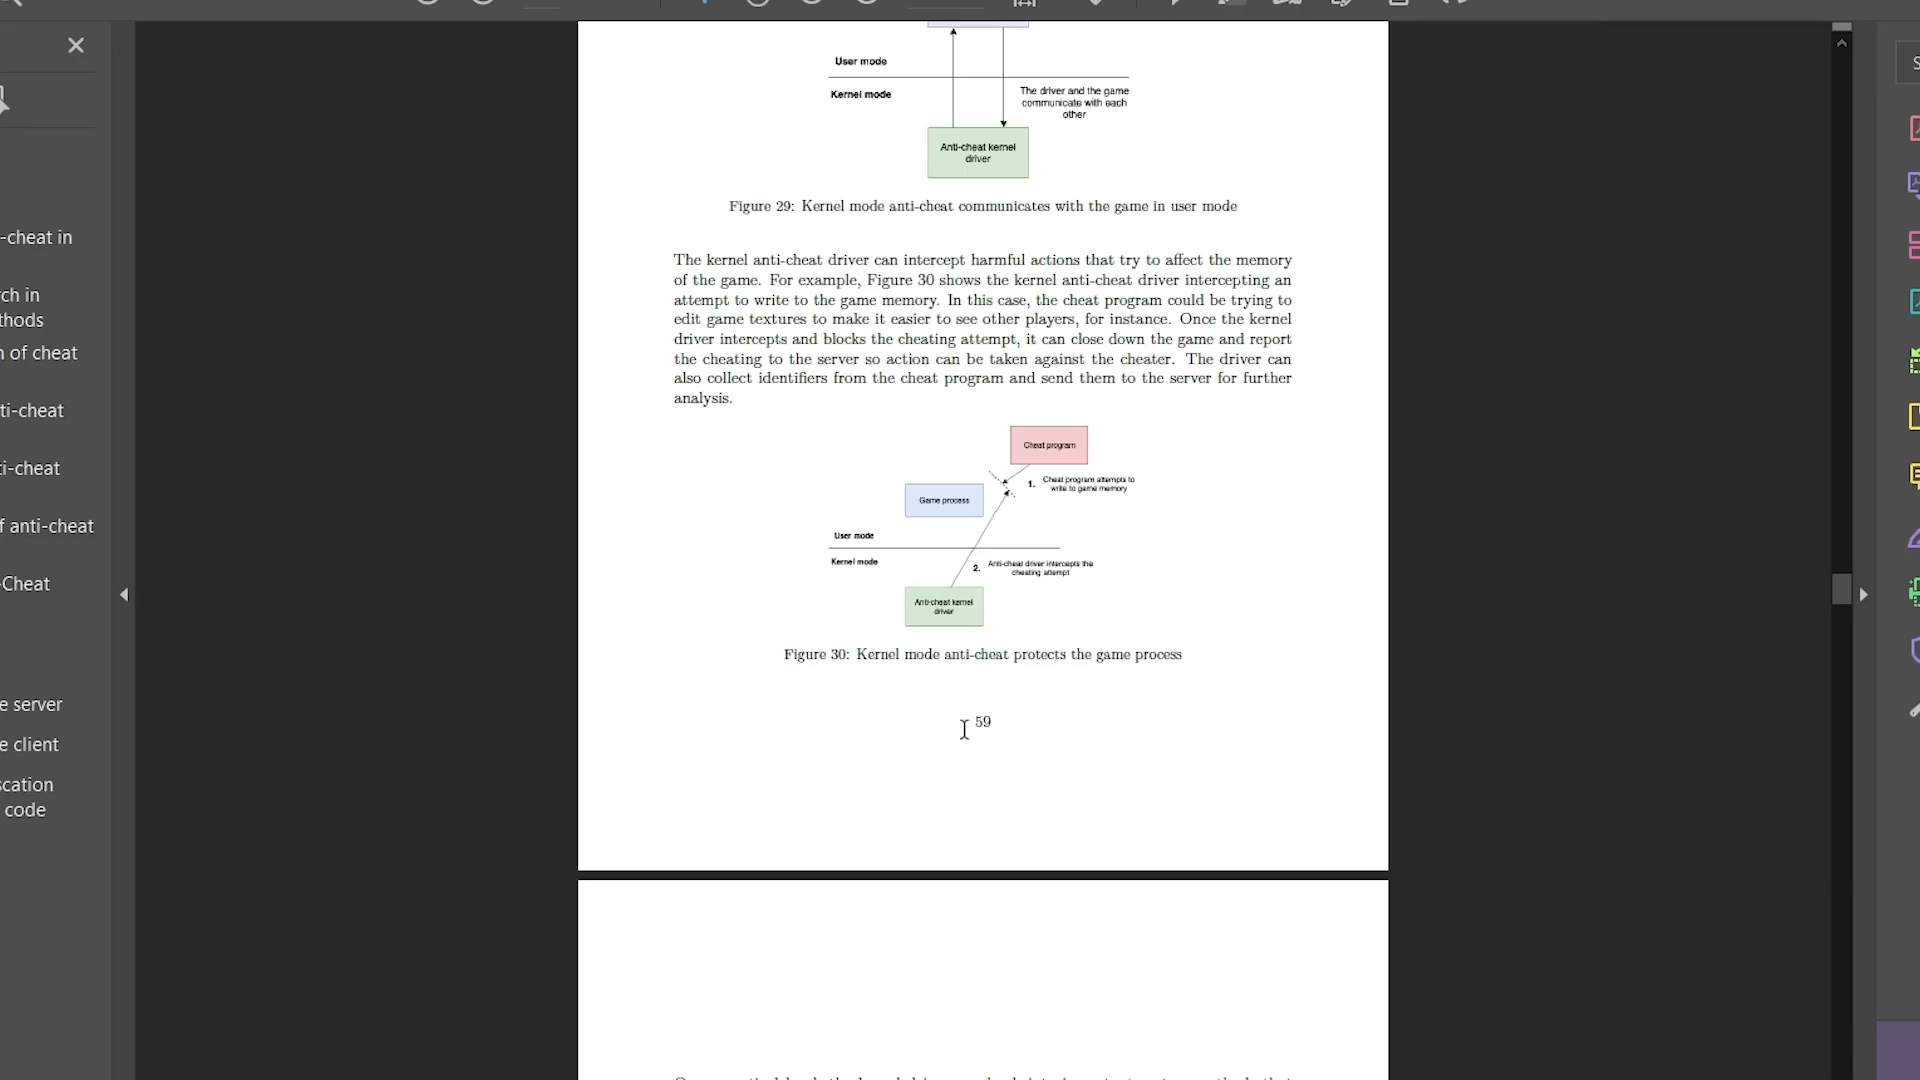 -cheat in
rch in
thods
n of cheat
ti-cheat
ti-cheat
f anti-cheat
-Cheat
e server
e client
scation
code
User mode
Kernel mode
The driver and the game
communicate with each
other
Anti-cheat kernel
driver
Figure 29: Kernel mode anti-cheat communicates with the game in user mode
The kernel anti-cheat driver can intercept harmful actions that try to affect the memory
of the game. For example, Figure 30 shows the kernel anti-cheat driver intercepting an
attempt to write to the game memory. In this case, the cheat program could be trying to
edit game textures to make it easier to see other players, for instance. Once the kernel
driver intercepts and blocks the cheating attempt, it can close down the game and report
the cheating to the server so action can be taken against the cheater. The driver can
also collect identifiers from the cheat program and send them to the server for further
analysis.
Cheat program
1. Cheat program attempts to
write to game memory
Game process
User mode
Kernel mode
2. Anti-cheat driver intercepts the
cheating attempt
Anti-cheat kernel
driver
Figure 30: Kernel mode anti-cheat protects the game process
59